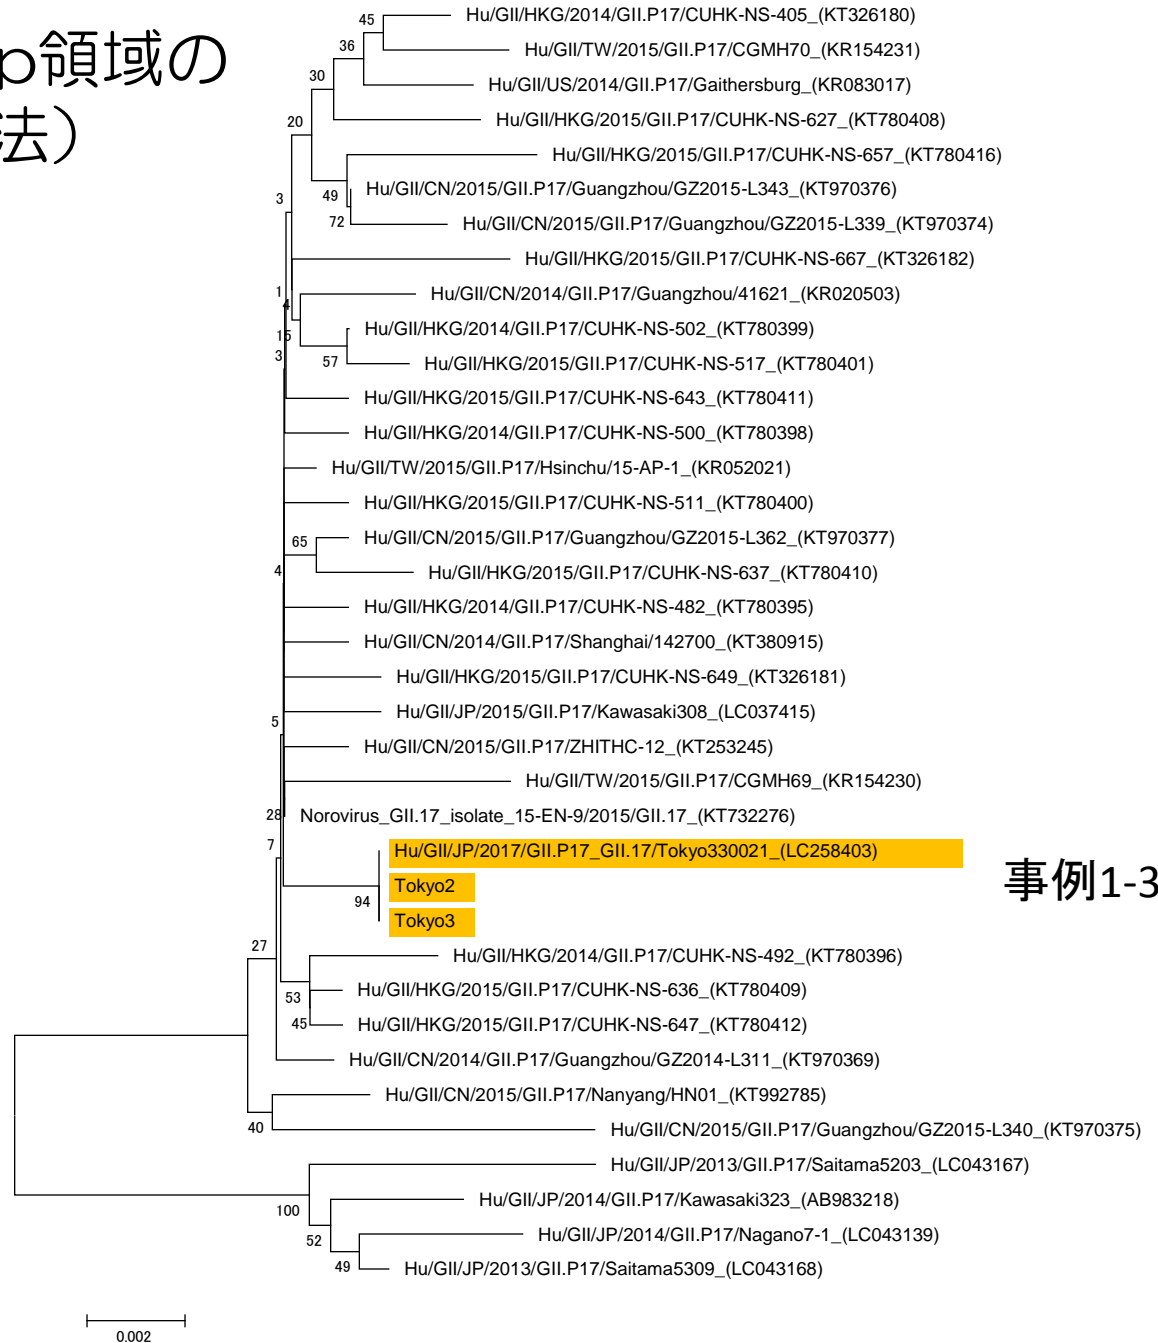 p領域の
法）
45
Hu/GII/HKG/2014/GII.P17/CUHK-NS-405_(KT326180)
36
Hu/GII/TW/2015/GII.P17/CGMH70_(KR154231)
30
Hu/GII/US/2014/GII.P17/Gaithersburg_(KR083017)
20
Hu/GII/HKG/2015/GII.P17/CUHK-NS-627_(KT780408)
Hu/GII/HKG/2015/GII.P17/CUHK-NS-657_(KT780416)
49
Hu/GII/CN/2015/GII.P17/Guangzhou/GZ2015-L343_(KT970376)
3
72
Hu/GII/CN/2015/GII.P17/Guangzhou/GZ2015-L339_(KT970374)
Hu/GII/HKG/2015/GII.P17/CUHK-NS-667_(KT326182)
1
Hu/GII/CN/2014/GII.P17/Guangzhou/41621_(KR020503)
4
15
Hu/GII/HKG/2014/GII.P17/CUHK-NS-502_(KT780399)
3
57
Hu/GII/HKG/2015/GII.P17/CUHK-NS-517_(KT780401)
Hu/GII/HKG/2015/GII.P17/CUHK-NS-643_(KT780411)
Hu/GII/HKG/2014/GII.P17/CUHK-NS-500_(KT780398)
Hu/GII/TW/2015/GII.P17/Hsinchu/15-AP-1_(KR052021)
Hu/GII/HKG/2015/GII.P17/CUHK-NS-511_(KT780400)
65
Hu/GII/CN/2015/GII.P17/Guangzhou/GZ2015-L362_(KT970377)
4
Hu/GII/HKG/2015/GII.P17/CUHK-NS-637_(KT780410)
Hu/GII/HKG/2014/GII.P17/CUHK-NS-482_(KT780395)
Hu/GII/CN/2014/GII.P17/Shanghai/142700_(KT380915)
Hu/GII/HKG/2015/GII.P17/CUHK-NS-649_(KT326181)
5
Hu/GII/JP/2015/GII.P17/Kawasaki308_(LC037415)
Hu/GII/CN/2015/GII.P17/ZHITHC-12_(KT253245)
Hu/GII/TW/2015/GII.P17/CGMH69_(KR154230)
28
Norovirus_GII.17_isolate_15-EN-9/2015/GII.17_(KT732276)
7
Hu/GII/JP/2017/GII.P17_GII.17/Tokyo330021_(LC258403)
94
Tokyo2
Tokyo3
事例1-3
27
Hu/GII/HKG/2014/GII.P17/CUHK-NS-492_(KT780396)
53
Hu/GII/HKG/2015/GII.P17/CUHK-NS-636_(KT780409)
45
Hu/GII/HKG/2015/GII.P17/CUHK-NS-647_(KT780412)
Hu/GII/CN/2014/GII.P17/Guangzhou/GZ2014-L311_(KT970369)
Hu/GII/CN/2015/GII.P17/Nanyang/HN01_(KT992785)
40
Hu/GII/CN/2015/GII.P17/Guangzhou/GZ2015-L340_(KT970375)
Hu/GII/JP/2013/GII.P17/Saitama5203_(LC043167)
100
Hu/GII/JP/2014/GII.P17/Kawasaki323_(AB983218)
52
Hu/GII/JP/2014/GII.P17/Nagano7-1_(LC043139)
49
Hu/GII/JP/2013/GII.P17/Saitama5309_(LC043168)
0.002